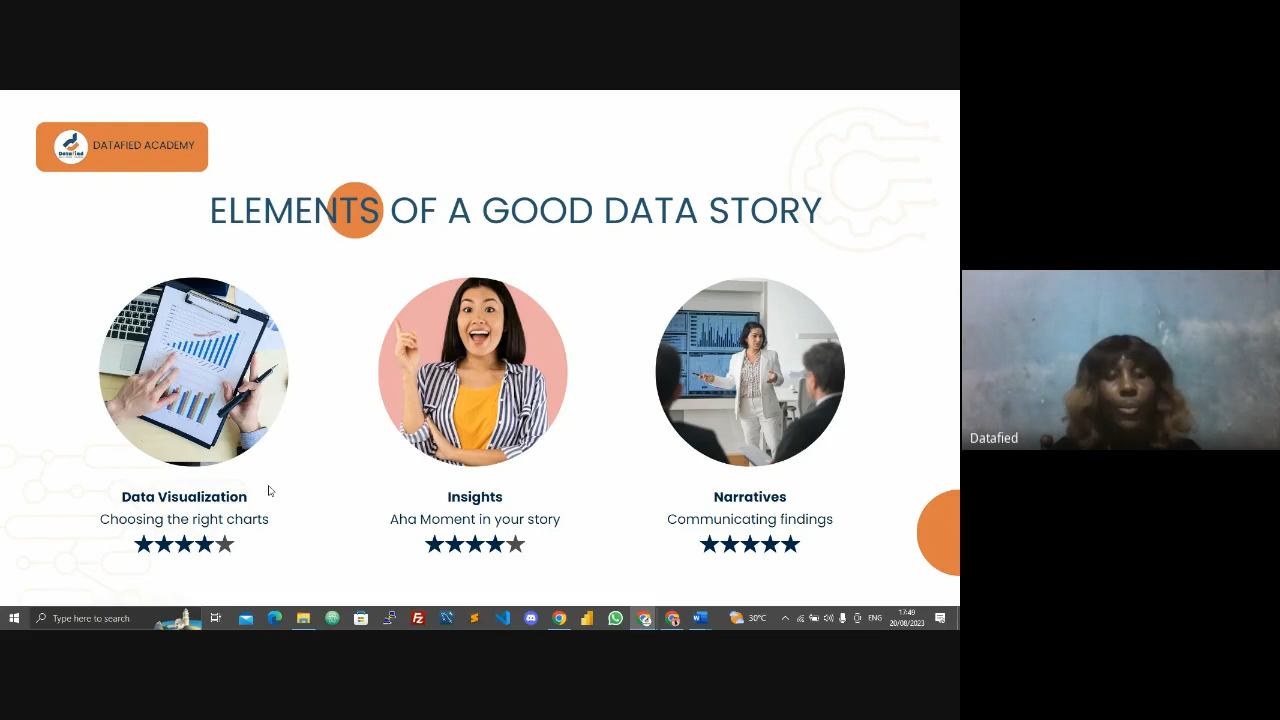 Datafied
DATAFIED ACADEMY
ELEMENTS OF A GOOD DATA STORY
Data Visualization
Choosing the right charts
Insights
Aha Moment in your story
Narratives
Communicating findings
Datafied
Type here to search
30°C
ENG
17:49
20/08/2023